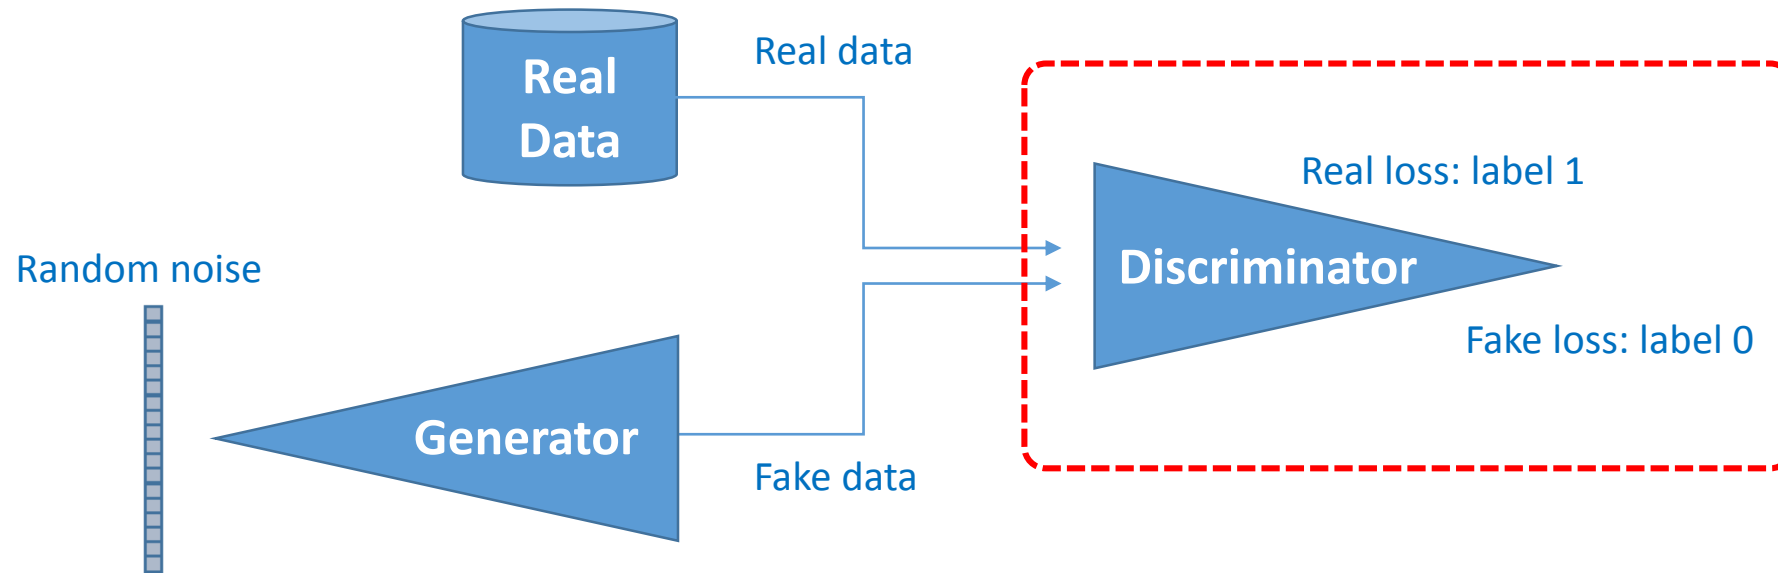 Real
Data
Real data
Real loss: label 1
Discriminator
Random noise
Fake loss: label 0
Generator
Fake data